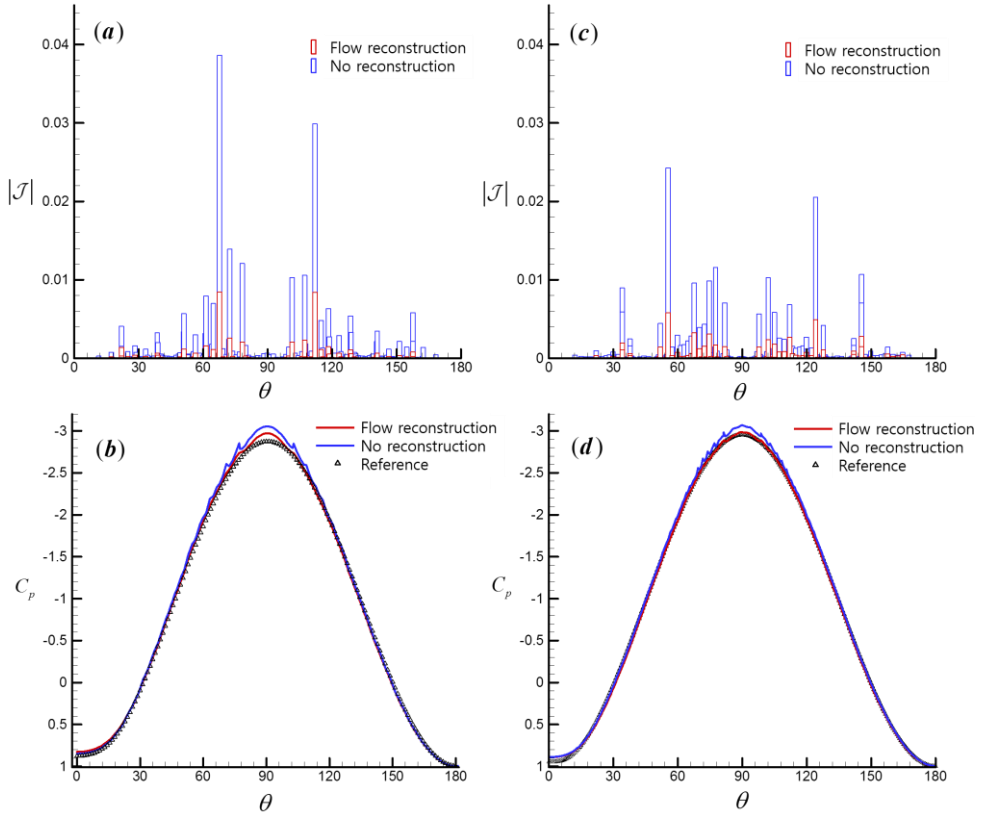 (a)
Flow reconstruction
No reconstruction
0.04
0.03
0.02
0.01
0
|𝒥|
0 30 60 90 120 150 180
θ
(c)
Flow reconstruction
No reconstruction
0.04
0.03
0.02
0.01
0
|𝒥|
0 30 60 90 120 150 180
θ
(b)
Flow reconstruction
No reconstruction
Reference
-3
-2.5
-2
-1.5
-1
-0.5
0
0.5
1
C_p
0 30 60 90 120 150 180
θ
(d)
Flow reconstruction
No reconstruction
Reference
-3
-2.5
-2
-1.5
-1
-0.5
0
0.5
1
C_p
0 30 60 90 120 150 180
θ